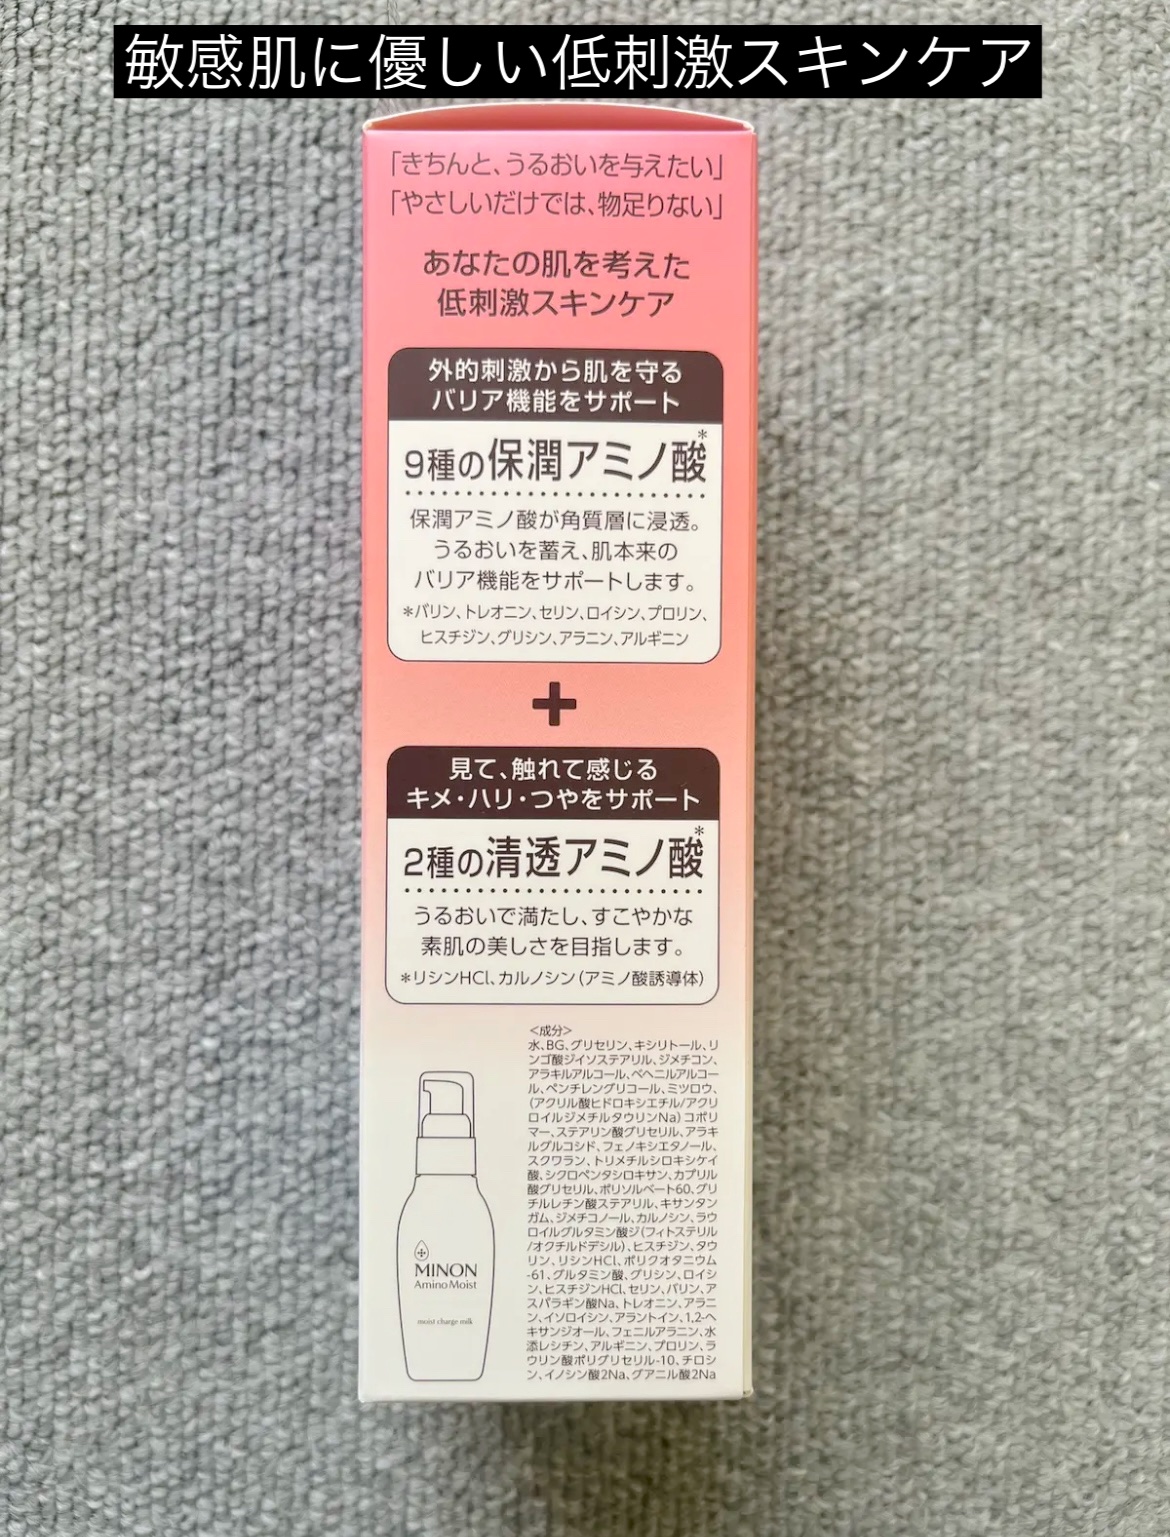 敏感肌に優しい低刺激スキンケア
「きちんと、うるおいを与えたい」
「やさしいだけでは、物足りない」
あなたの肌を考えた
低刺激スキンケア
外的刺激から肌を守る
バリア機能をサポート
9種の保潤アミノ酸*
保潤アミノ酸が角質層に浸透。
うるおいを蓄え、肌本来の
バリア機能をサポートします。
*バリン、トレオニン、セリン、ロイシン、プロリン、
ヒスチジン、グリシン、アラニン、アルギニン
+
見て、触れて感じる
キメ・ハリ・つやをサポート
2種の清透アミノ酸*
うるおいで満たし、すこやかな
素肌の美しさを目指します。
*リシンHCl、カルノシン(アミノ酸誘導体)
<成分>
水、BG、グリセリン、キシリトール、リ
ンゴ酸ジイソステアリル、ジメチコン、
アラキルアルコール、ベヘニルアルコー
ル、ペンチレングリコール、ミツロウ、
(アクリル酸ヒドロキシエチル/アクリ
ロイルジメチルタウリンNa)コポリ
マー、ステアリン酸グリセリル、アラキ
ルグルコシド、フェノキシエタノール、
スクワラン、トリメチルシロキシケイ
酸、シクロペンタシロキサン、カプリル
酸グリセリル、ポリソルベート60、グリ
チルレチン酸ステアリル、キサンタン
ガム、ジメチコノール、カルノシン、ラウ
ロイルグルタミン酸ジ(フィトステリル
/オクチルドデシル)、ヒスチジン、タウ
リン、リシンHCl、ポリクオタニウム
-61、グルタミン酸、グリシン、ロイシ
ン、ヒスチジンHCl、セリン、バリン、ア
スパラギン酸Na、トレオニン、アラニ
ン、イソロイシン、アラントイン、1,2-ヘ
キサンジオール、フェニルアラニン、水
添レシチン、アルギニン、プロリン、ラ
ウリン酸ポリグリセリル-10、チロシ
ン、イノシン酸2Na、グアニル酸2Na
MINON
AminoMoist
moist charge milk